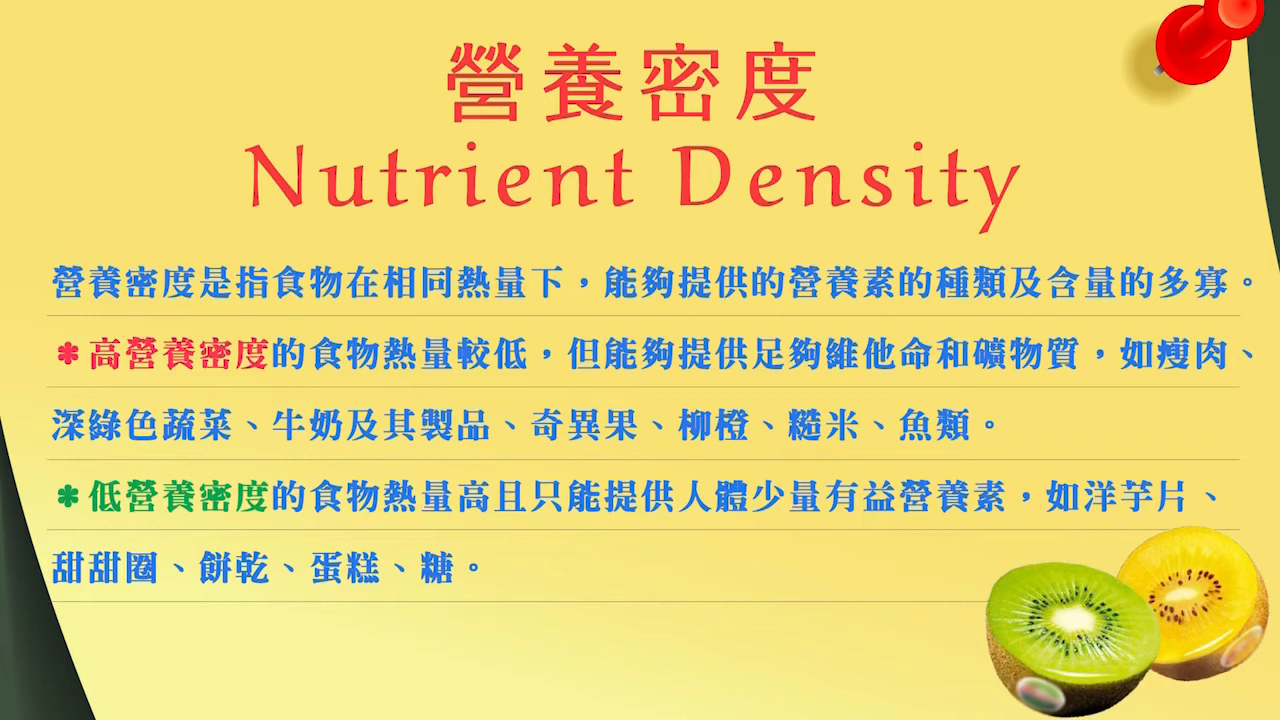 營養密度
Nutrient Density
營養密度是指食物在相同熱量下，能夠提供的營養素的種類及含量的多寡。
*高營養密度的食物熱量較低，但能夠提供足夠維他命和礦物質，如瘦肉、
深綠色蔬菜、牛奶及其製品、奇異果、柳橙、糙米、魚類。
*低營養密度的食物熱量高且只能提供人體少量有益營養素，如洋芋片、
甜甜圈、餅乾、蛋糕、糖。